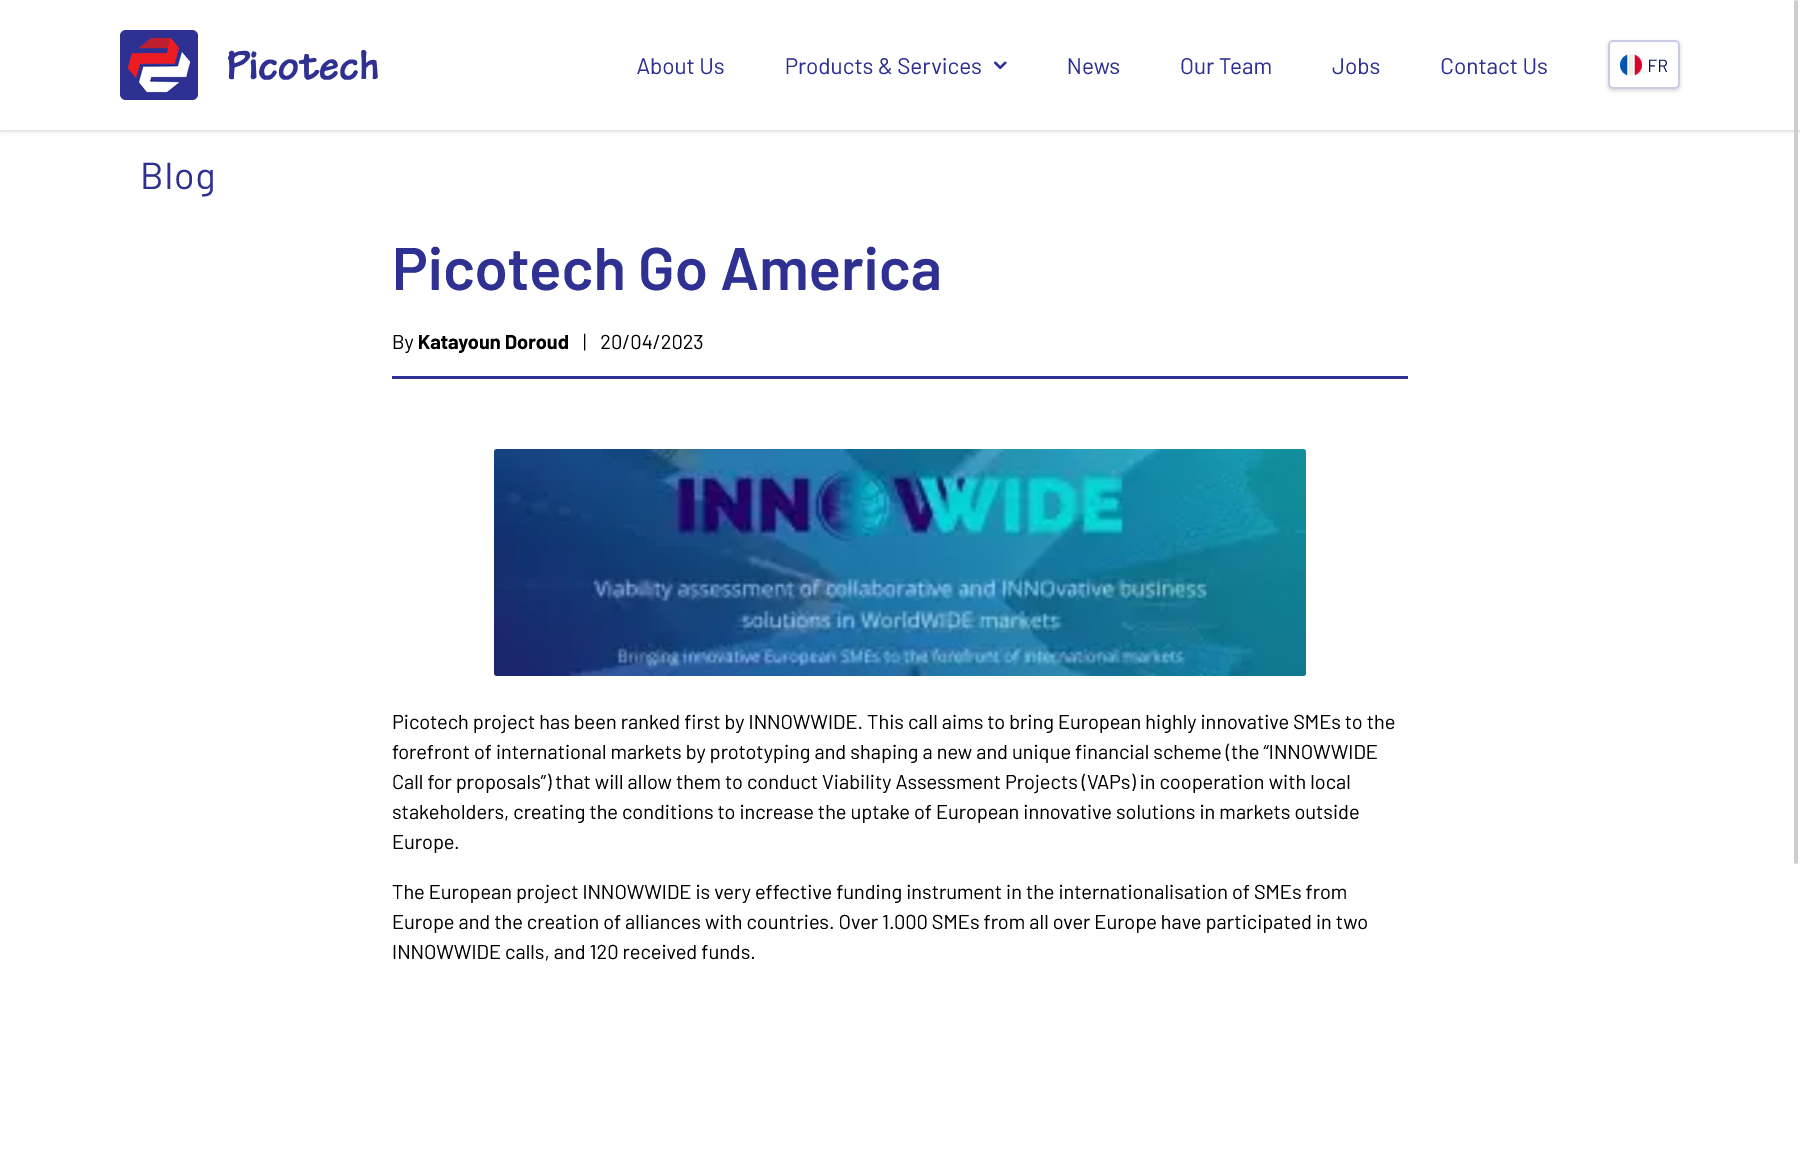 Picotech
About Us
Products & Services
News
Our Team
Jobs
Contact Us
FR
Blog
Picotech Go America
By Katayoun Doroud | 20/04/2023
INNOWWIDE
Viability assessment of collaborative and INNOvative business
solutions in WorldWIDE markets
Bringing innovative European SMEs to the forefront of international markets
Picotech project has been ranked first by INNOWWIDE. This call aims to bring European highly innovative SMEs to the
forefront of international markets by prototyping and shaping a new and unique financial scheme (the “INNOWWIDE
Call for proposals”) that will allow them to conduct Viability Assessment Projects (VAPs) in cooperation with local
stakeholders, creating the conditions to increase the uptake of European innovative solutions in markets outside
Europe.
The European project INNOWWIDE is very effective funding instrument in the internationalisation of SMEs from
Europe and the creation of alliances with countries. Over 1.000 SMEs from all over Europe have participated in two
INNOWWIDE calls, and 120 received funds.